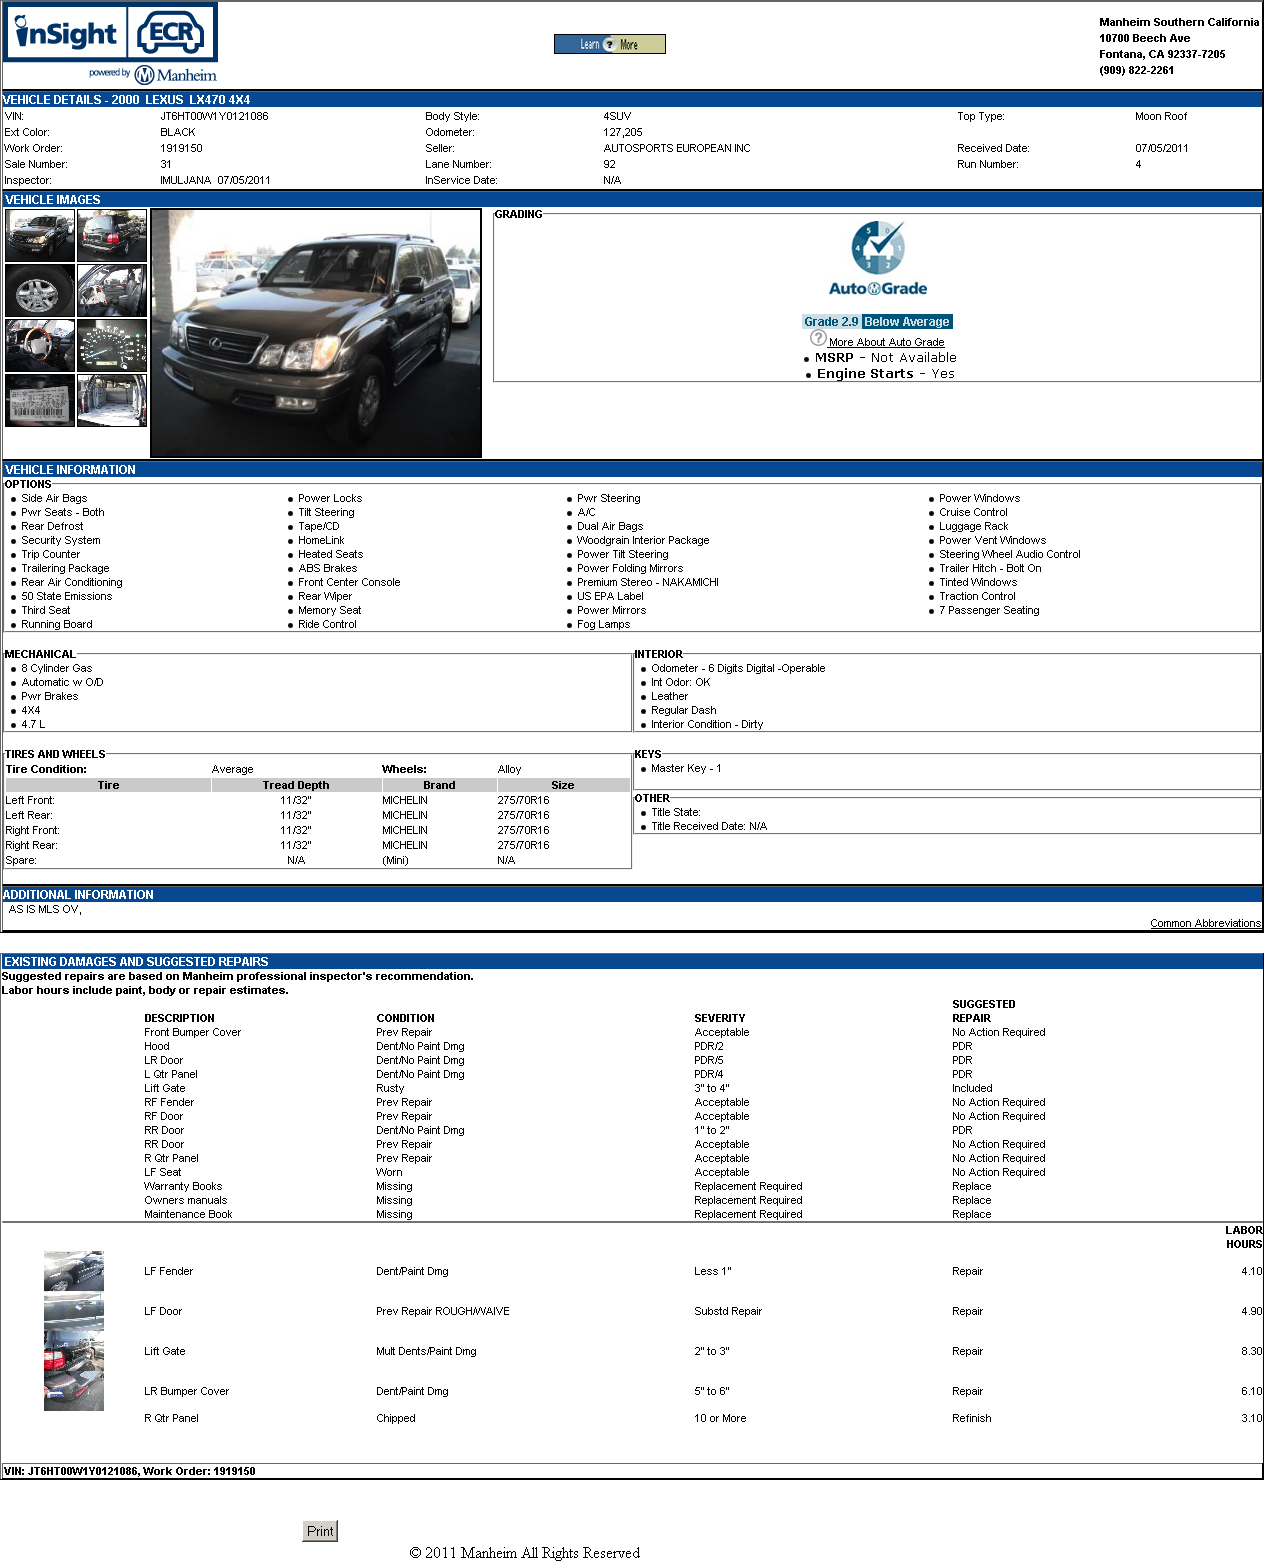 inSight ECR
powered by Manheim
Learn ? More
Manheim Southern California
10700 Beech Ave
Fontana, CA 92337-7205
(909) 822-2261
VEHICLE DETAILS - 2000 LEXUS LX470 4X4
VIN: JT6HT00W1Y0121086 Body Style: 4SUV Top Type: Moon Roof
Ext Color: BLACK Odometer: 127,205
Work Order: 1919150 Seller: AUTOSPORTS EUROPEAN INC Received Date: 07/05/2011
Sale Number: 31 Lane Number: 92 Run Number: 4
Inspector: IMULJANA 07/05/2011 InService Date: N/A
VEHICLE IMAGES
GRADING
5 0 4 1 3 2
AutoGrade
Grade 2.9 Below Average
? More About Auto Grade
MSRP - Not Available
Engine Starts - Yes
VEHICLE INFORMATION
OPTIONS
Side Air Bags Power Locks Pwr Steering Power Windows
Pwr Seats - Both Tilt Steering A/C Cruise Control
Rear Defrost Tape/CD Dual Air Bags Luggage Rack
Security System HomeLink Woodgrain Interior Package Power Vent Windows
Trip Counter Heated Seats Power Tilt Steering Steering Wheel Audio Control
Trailering Package ABS Brakes Power Folding Mirrors Trailer Hitch - Bolt On
Rear Air Conditioning Front Center Console Premium Stereo - NAKAMICHI Tinted Windows
50 State Emissions Rear Wiper US EPA Label Traction Control
Third Seat Memory Seat Power Mirrors 7 Passenger Seating
Running Board Ride Control Fog Lamps
MECHANICAL
8 Cylinder Gas
Automatic w O/D
Pwr Brakes
4X4
4.7 L
INTERIOR
Odometer - 6 Digits Digital -Operable
Int Odor: OK
Leather
Regular Dash
Interior Condition - Dirty
TIRES AND WHEELS
Tire Condition: Average Wheels: Alloy
Tire Tread Depth Brand Size
Left Front: 11/32" MICHELIN 275/70R16
Left Rear: 11/32" MICHELIN 275/70R16
Right Front: 11/32" MICHELIN 275/70R16
Right Rear: 11/32" MICHELIN 275/70R16
Spare: N/A (Mini) N/A
KEYS
Master Key - 1
OTHER
Title State:
Title Received Date: N/A
ADDITIONAL INFORMATION
AS IS MLS OV,
Common Abbreviations
EXISTING DAMAGES AND SUGGESTED REPAIRS
Suggested repairs are based on Manheim professional inspector's recommendation.
Labor hours include paint, body or repair estimates.
DESCRIPTION CONDITION SEVERITY SUGGESTED REPAIR
Front Bumper Cover Prev Repair Acceptable No Action Required
Hood Dent/No Paint Dmg PDR/2 PDR
LR Door Dent/No Paint Dmg PDR/5 PDR
L Qtr Panel Dent/No Paint Dmg PDR/4 PDR
Lift Gate Rusty 3" to 4" Included
RF Fender Prev Repair Acceptable No Action Required
RF Door Prev Repair Acceptable No Action Required
RR Door Dent/No Paint Dmg 1" to 2" PDR
RR Door Prev Repair Acceptable No Action Required
R Qtr Panel Prev Repair Acceptable No Action Required
LF Seat Worn Acceptable No Action Required
Warranty Books Missing Replacement Required Replace
Owners manuals Missing Replacement Required Replace
Maintenance Book Missing Replacement Required Replace
LABOR HOURS
LF Fender Dent/Paint Dmg Less 1" Repair 4.10
LF Door Prev Repair ROUGH/WAIVE Substd Repair Repair 4.90
Lift Gate Mult Dents/Paint Dmg 2" to 3" Repair 8.30
LR Bumper Cover Dent/Paint Dmg 5" to 6" Repair 6.10
R Qtr Panel Chipped 10 or More Refinish 3.10
VIN: JT6HT00W1Y0121086, Work Order: 1919150
Print
© 2011 Manheim All Rights Reserved